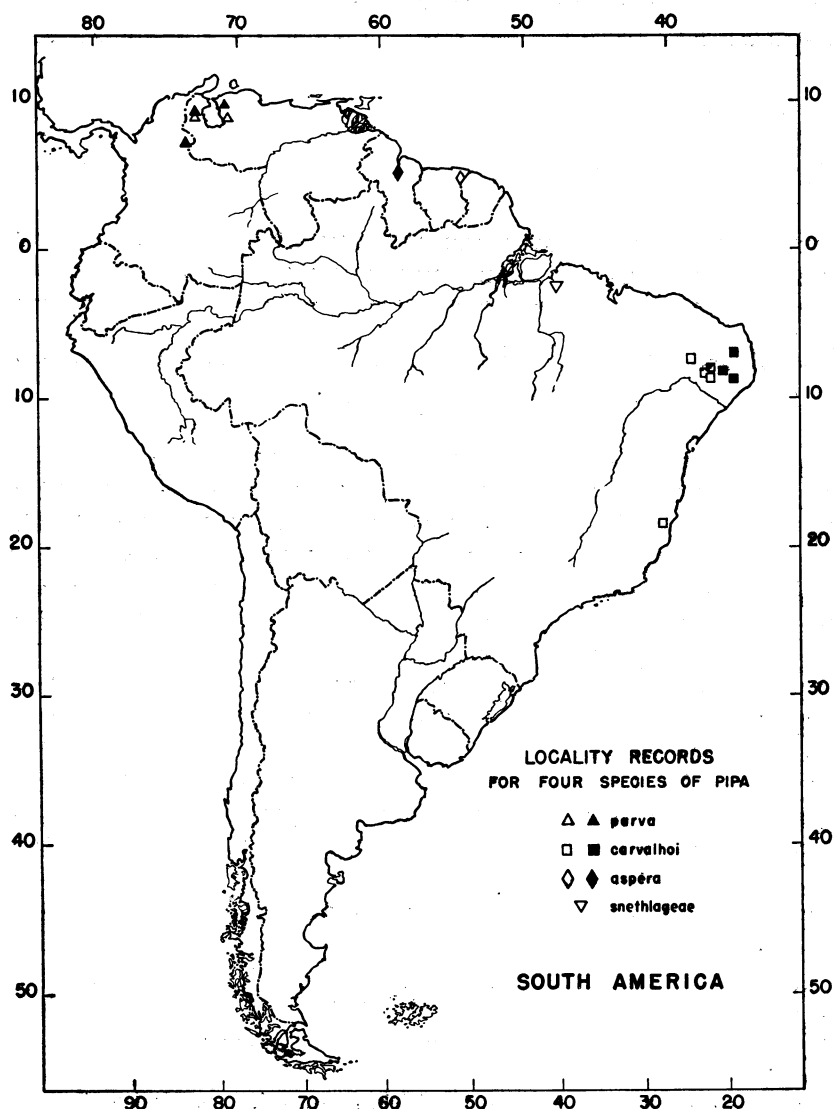 80 70 60 50 40
10 10
0 0
10 10
20 20
30 30
LOCALITY RECORDS
FOR FOUR SPECIES OF PIPA
parva
40 carvalhoi 40
aspera
snethlageae
SOUTH AMERICA
50 50
90 80 70 60 50 40 30 20